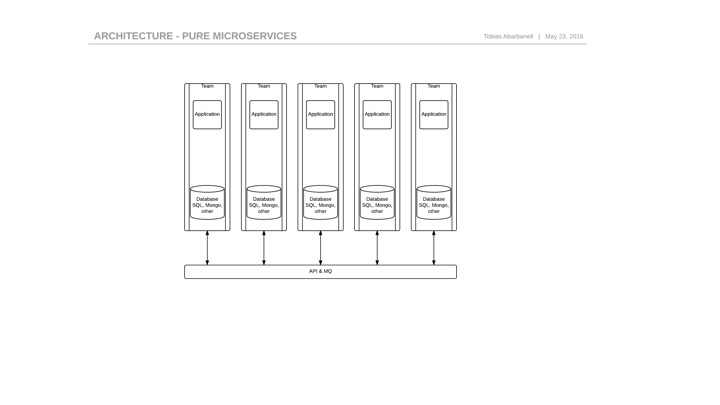 ARCHITECTURE - PURE MICROSERVICES
Tobias Abarbanell | May 23, 2016
Team Team Team Team Team
Application Application Application Application Application
Database Database Database Database Database
SQL, Mongo, SQL, Mongo, SQL, Mongo, SQL, Mongo, SQL, Mongo,
other other other other other
API & MQ